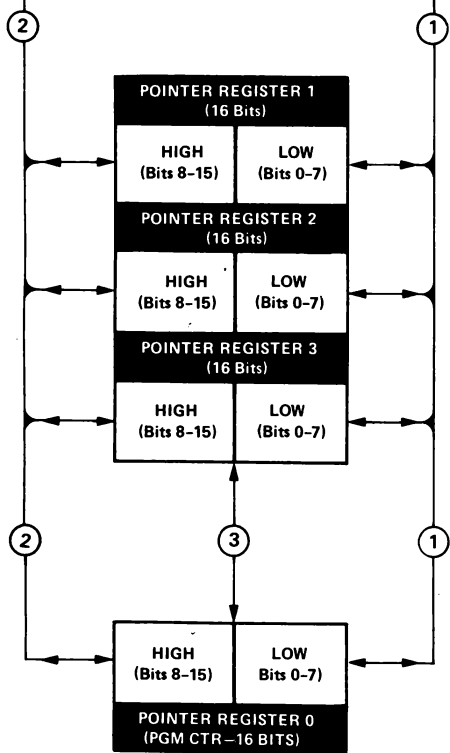 2 1
POINTER REGISTER 1
(16 Bits)
HIGH LOW
(Bits 8-15) (Bits 0-7)
POINTER REGISTER 2
(16 Bits)
HIGH LOW
(Bits 8-15) (Bits 0-7)
POINTER REGISTER 3
(16 Bits)
HIGH LOW
(Bits 8-15) (Bits 0-7)
2 3 1
HIGH LOW
(Bits 8-15) Bits 0-7)
POINTER REGISTER 0
(PGM CTR—16 BITS)